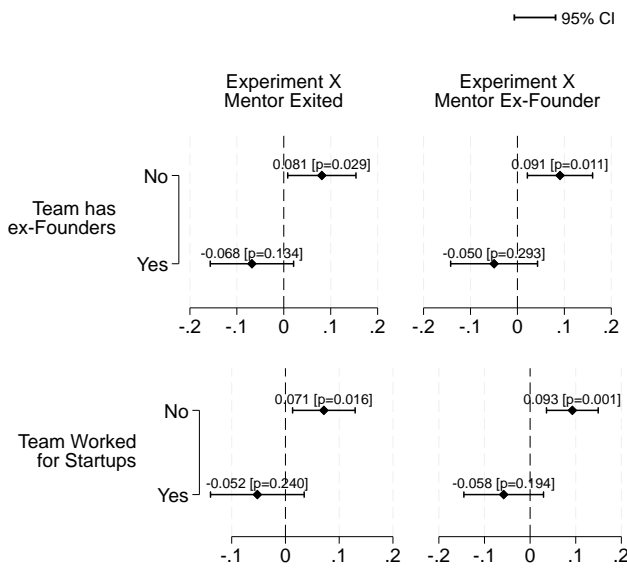 95% CI
Experiment X
Mentor Exited
Experiment X
Mentor Ex-Founder
Team has
ex-Founders
No
Yes
0.081 [p=0.029]
-0.068 [p=0.134]
-.2 -.1 0 .1 .2
0.091 [p=0.011]
-0.050 [p=0.293]
-.2 -.1 0 .1 .2
Team Worked
for Startups
No
Yes
0.071 [p=0.016]
-0.052 [p=0.240]
-.1 0 .1 .2
0.093 [p=0.001]
-0.058 [p=0.194]
-.1 0 .1 .2